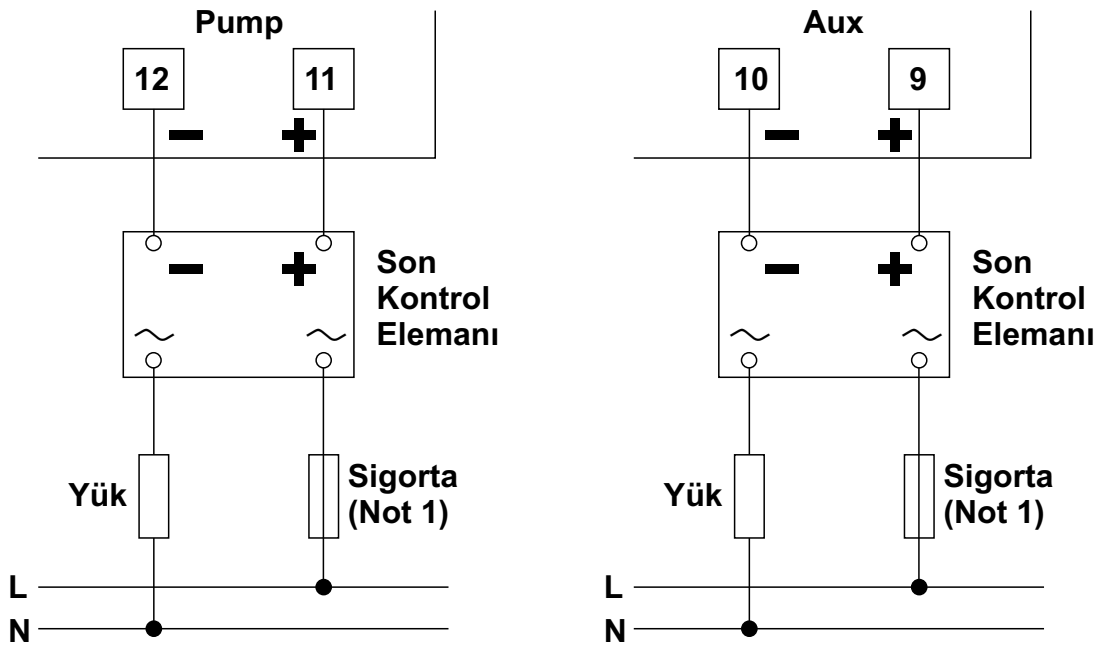 Pump
12
11
Son
Kontrol
Elemanı
Yük
Sigorta
(Not 1)
L
N
Aux
10
9
Son
Kontrol
Elemanı
Yük
Sigorta
(Not 1)
L
N